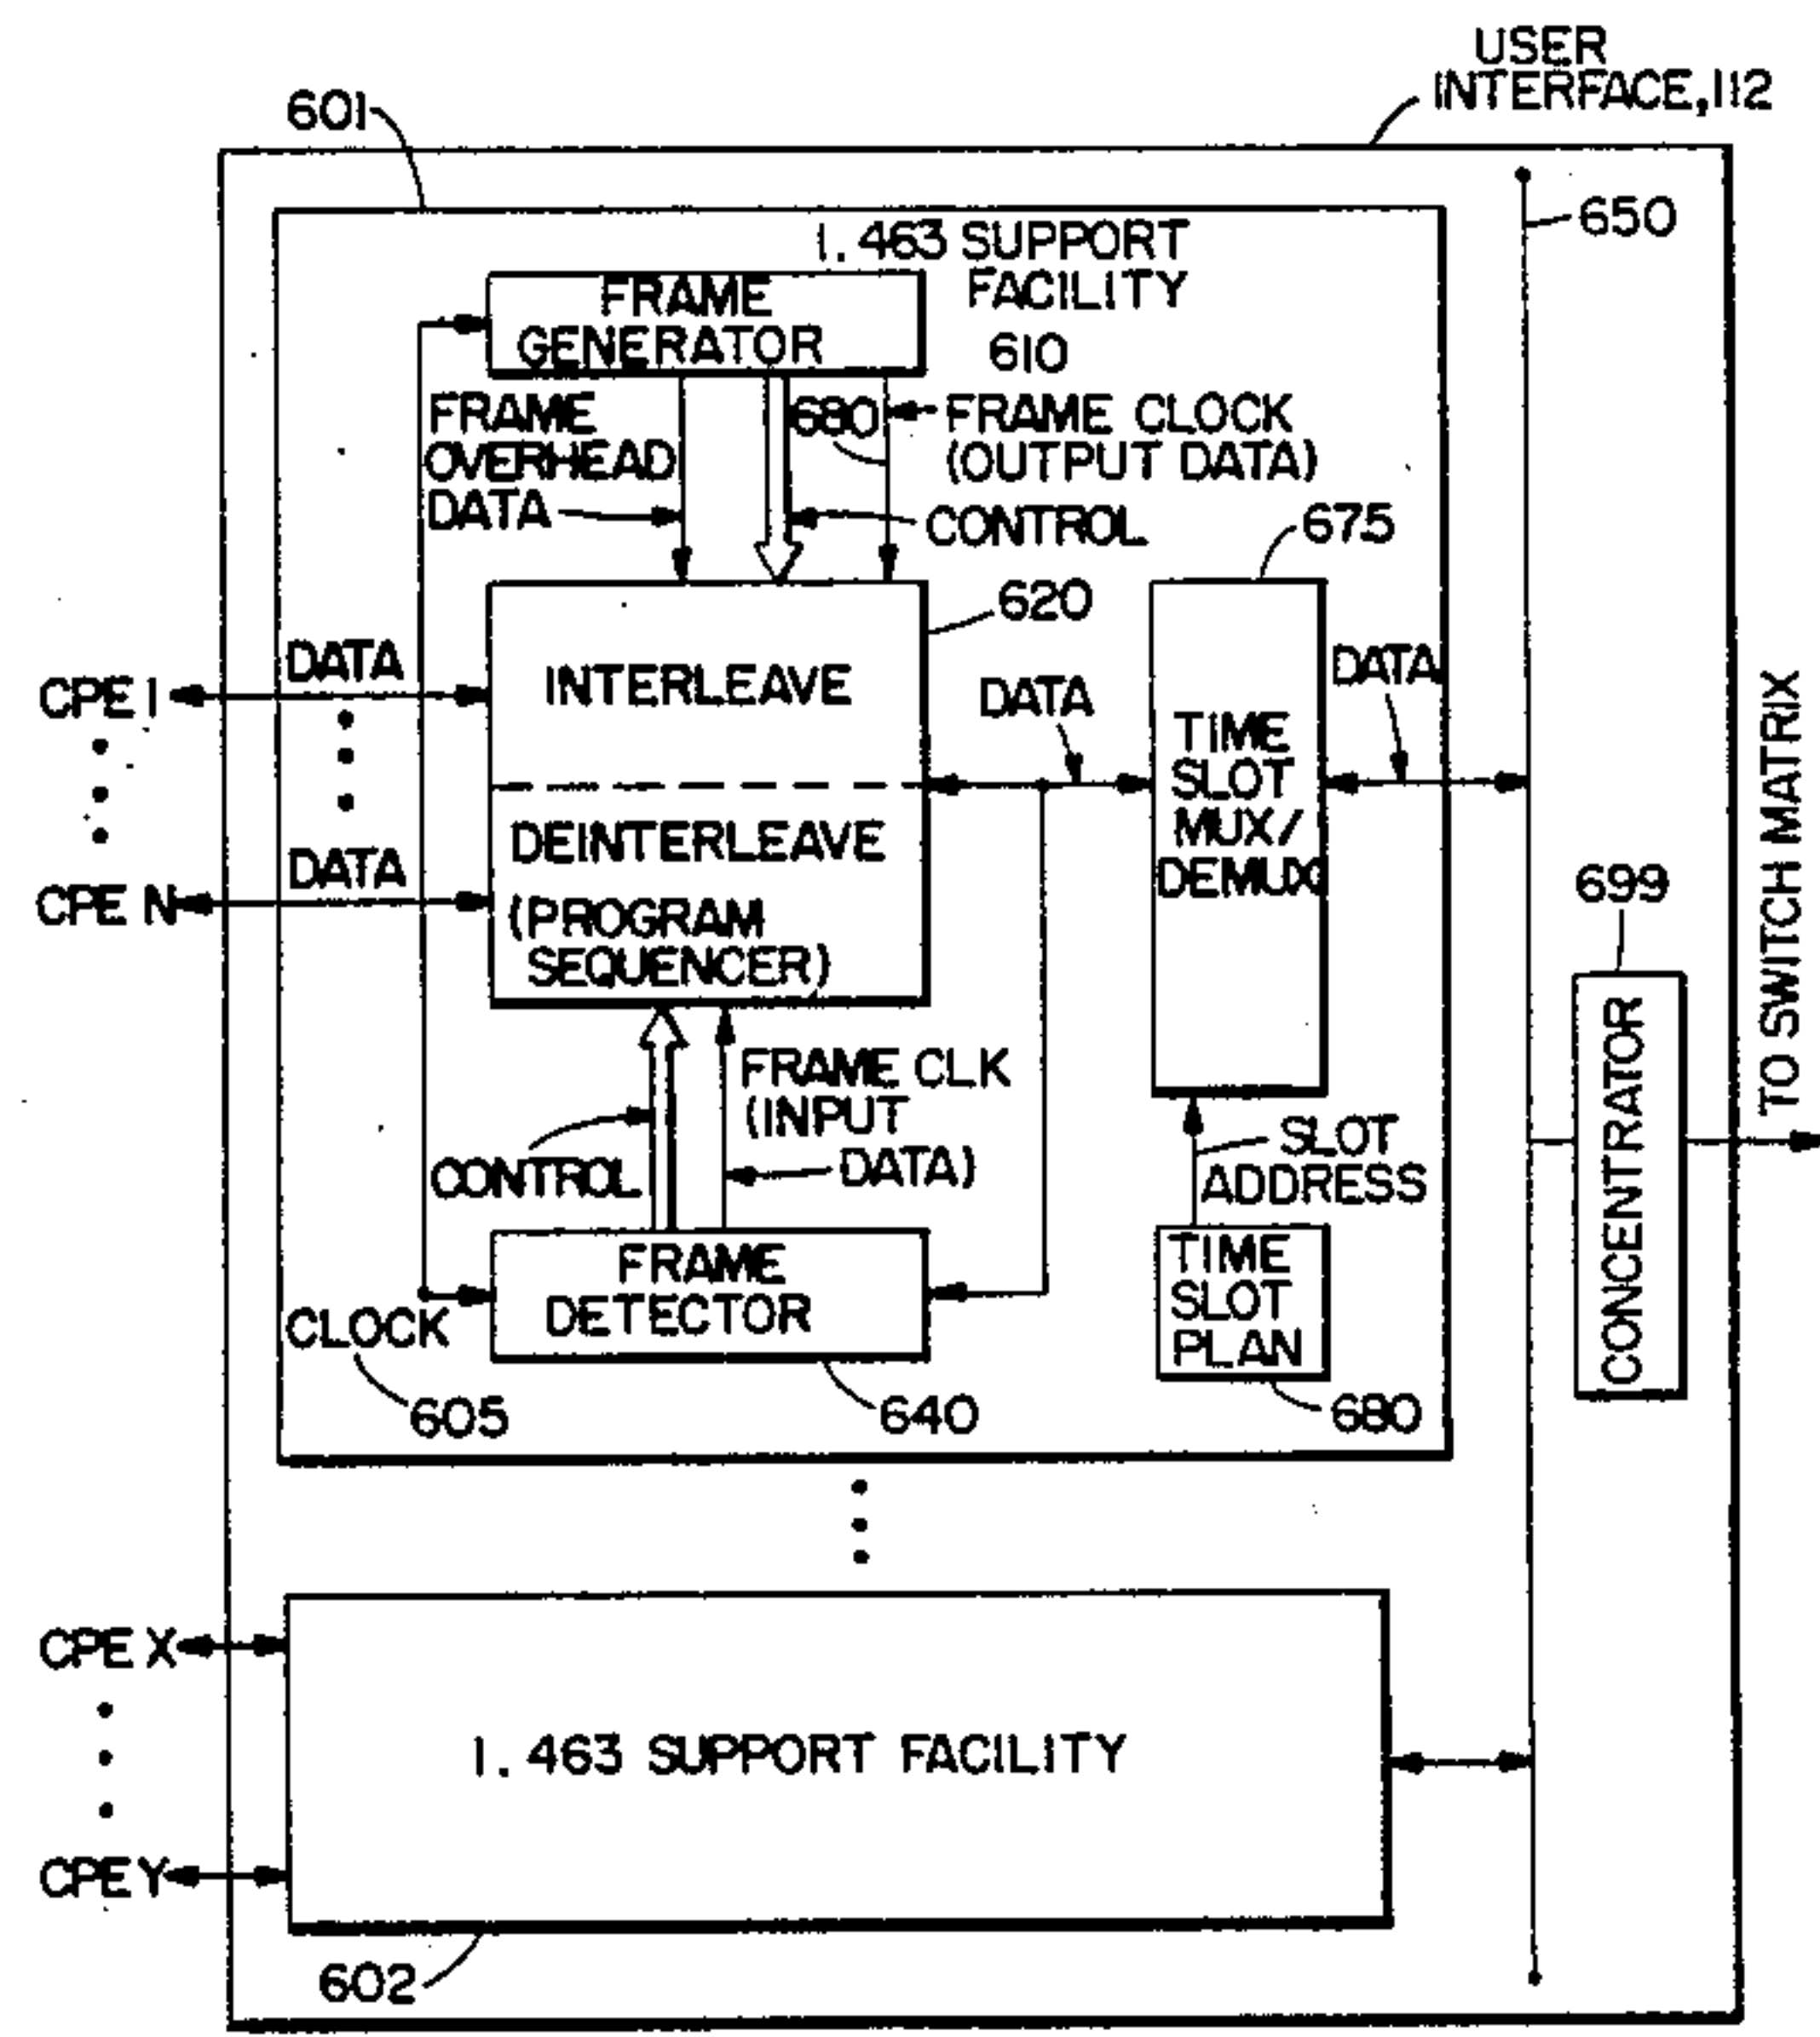 USER
INTERFACE, 112
601
650
1.463 SUPPORT
FACILITY
610
FRAME
GENERATOR
FRAME
OVERHEAD
DATA
680
FRAME CLOCK
(OUTPUT DATA)
CONTROL
675
620
DATA
CPE 1
INTERLEAVE
DATA
DATA
TIME
SLOT
MUX/
DEMUX
DEINTERLEAVE
(PROGRAM
SEQUENCER)
DATA
CPE N
699
CONCENTRATOR
TO SWITCH MATRIX
FRAME CLK
(INPUT
DATA)
CONTROL
SLOT
ADDRESS
FRAME
DETECTOR
TIME
SLOT
PLAN
CLOCK
605
640
680
CPE X
1.463 SUPPORT FACILITY
CPE Y
602